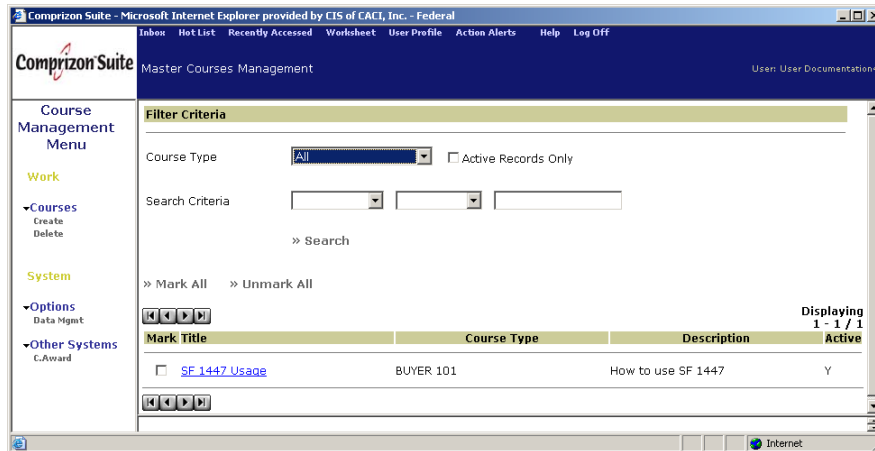 Comprizon Suite - Microsoft Internet Explorer provided by CIS of CACI, Inc. - Federal
Inbox Hot List Recently Accessed Worksheet User Profile Action Alerts Help Log Off
Comprizon Suite
Master Courses Management
User: User Documentation
Course
Management
Menu
Work
Courses
Create
Delete
System
Options
Data Mgmt
Other Systems
C.Award
Filter Criteria
Course Type All Active Records Only
Search Criteria
» Search
» Mark All » Unmark All
Displaying
1 - 1 / 1
Mark Title Course Type Description Active
SF 1447 Usage BUYER 101 How to use SF 1447 Y
Internet